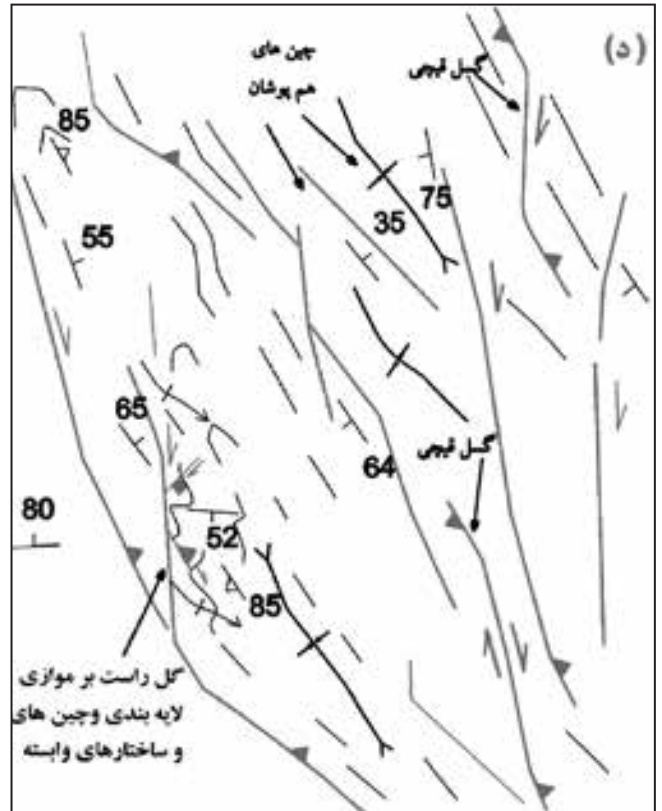 (د)
چین های
هم پوشان
گسل قیچی
85
75
35
55
65
64
گسل قیچی
80
52
85
گل راست بر موازی
لایه بندی وچین های
و ساختارهای وابسته